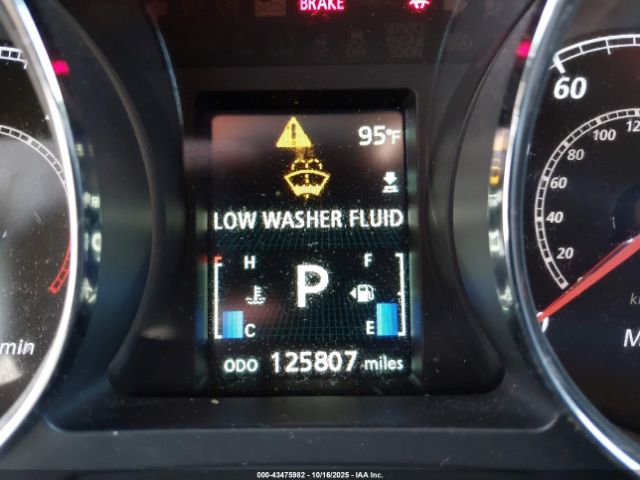 BRAKE
60
95°F
100
80
60
40
20
LOW WASHER FLUID
H
F
P
C
E
ODO 125807 miles
min
000-43475982 - 10/16/2025 - IAA Inc.